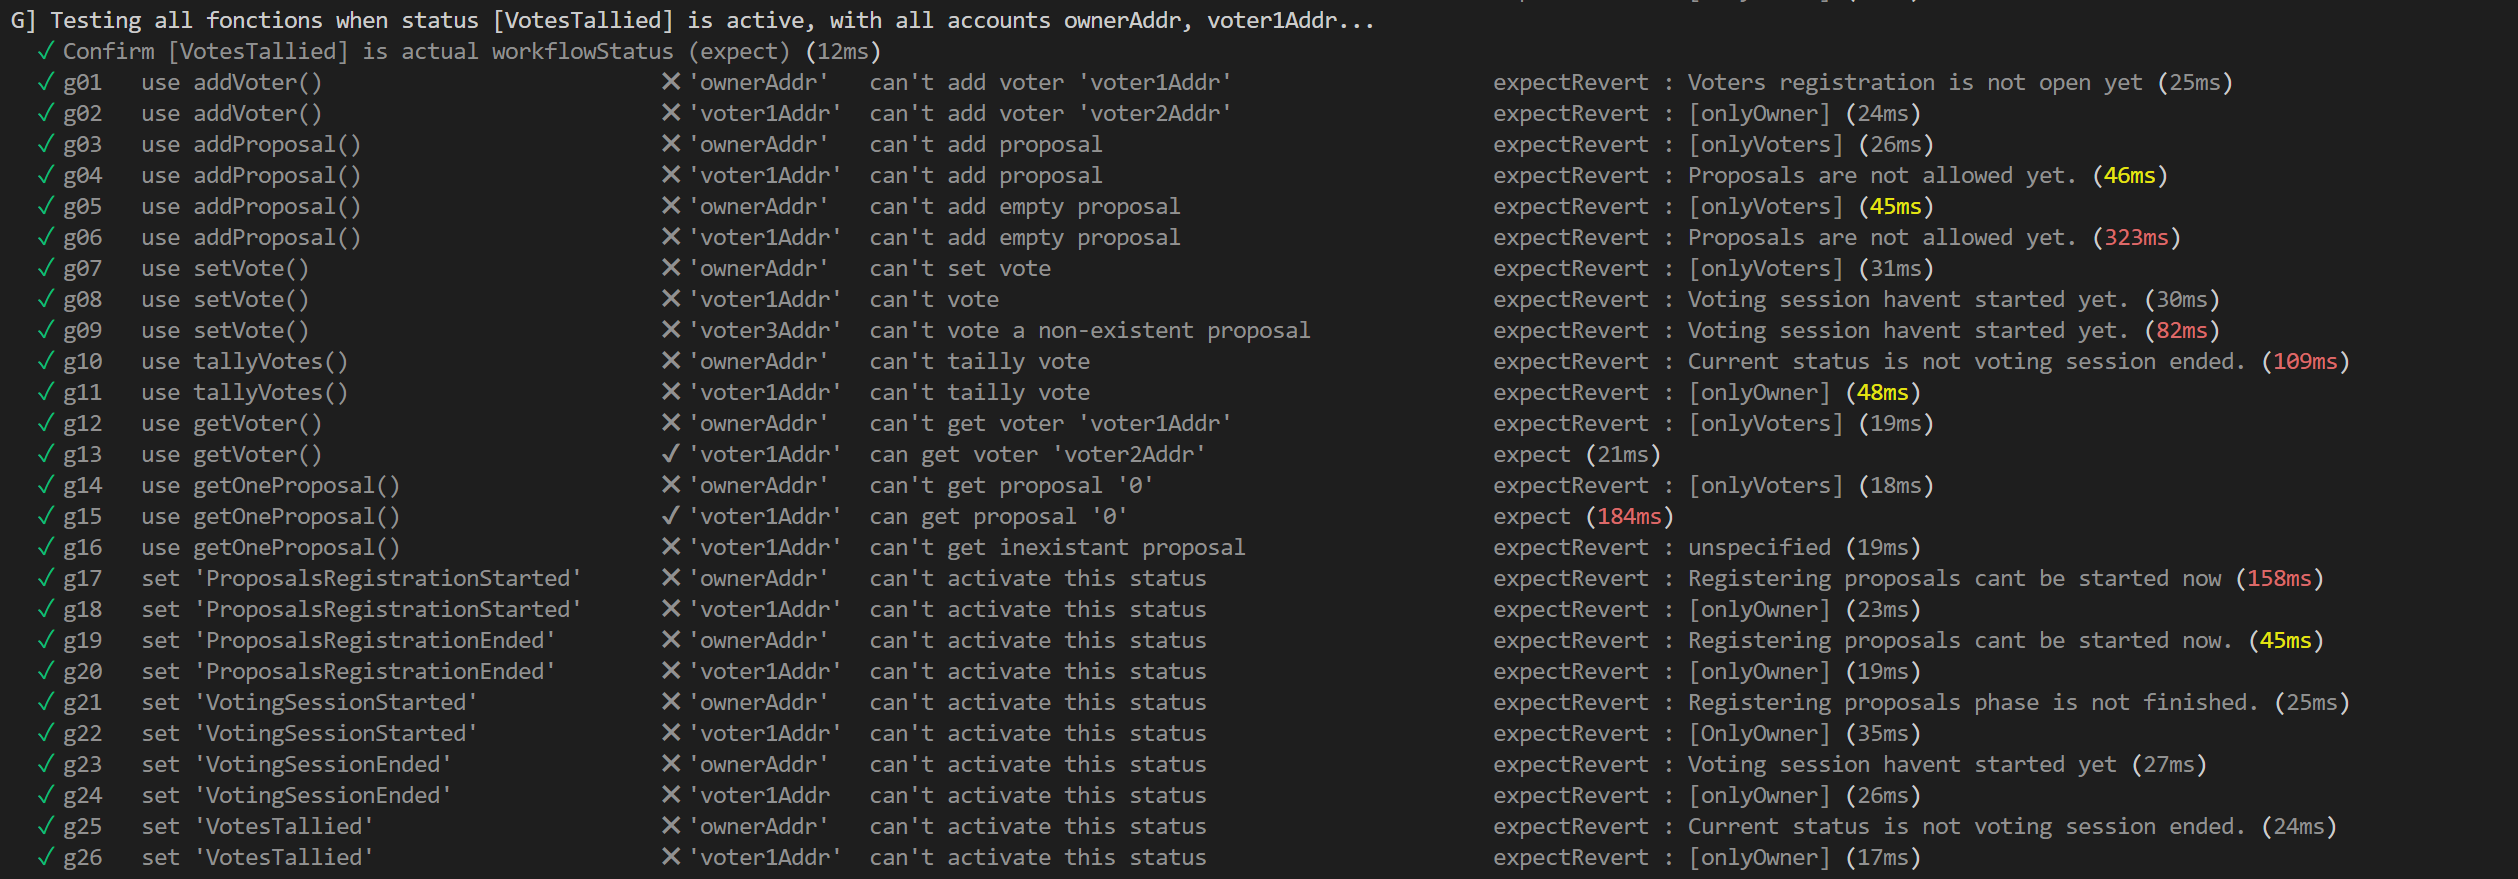 G] Testing all fonctions when status [VotesTallied] is active, with all accounts ownerAddr, voter1Addr...
✓ Confirm [VotesTallied] is actual workflowStatus (expect) (12ms)
✓ g01 use addVoter() ❌ 'ownerAddr' can't add voter 'voter1Addr' expectRevert : Voters registration is not open yet (25ms)
✓ g02 use addVoter() ❌ 'voter1Addr' can't add voter 'voter2Addr' expectRevert : [onlyOwner] (24ms)
✓ g03 use addProposal() ❌ 'ownerAddr' can't add proposal expectRevert : [onlyVoters] (26ms)
✓ g04 use addProposal() ❌ 'voter1Addr' can't add proposal expectRevert : Proposals are not allowed yet. (46ms)
✓ g05 use addProposal() ❌ 'ownerAddr' can't add empty proposal expectRevert : [onlyVoters] (45ms)
✓ g06 use addProposal() ❌ 'voter1Addr' can't add empty proposal expectRevert : Proposals are not allowed yet. (323ms)
✓ g07 use setVote() ❌ 'ownerAddr' can't set vote expectRevert : [onlyVoters] (31ms)
✓ g08 use setVote() ❌ 'voter1Addr' can't vote expectRevert : Voting session havent started yet. (30ms)
✓ g09 use setVote() ❌ 'voter3Addr' can't vote a non-existent proposal expectRevert : Voting session havent started yet. (82ms)
✓ g10 use tallyVotes() ❌ 'ownerAddr' can't tailly vote expectRevert : Current status is not voting session ended. (109ms)
✓ g11 use tallyVotes() ❌ 'voter1Addr' can't tailly vote expectRevert : [onlyOwner] (48ms)
✓ g12 use getVoter() ❌ 'ownerAddr' can't get voter 'voter1Addr' expectRevert : [onlyVoters] (19ms)
✓ g13 use getVoter() ✔ 'voter1Addr' can get voter 'voter2Addr' expect (21ms)
✓ g14 use getOneProposal() ❌ 'ownerAddr' can't get proposal '0' expectRevert : [onlyVoters] (18ms)
✓ g15 use getOneProposal() ✔ 'voter1Addr' can get proposal '0' expect (184ms)
✓ g16 use getOneProposal() ❌ 'voter1Addr' can't get inexistant proposal expectRevert : unspecified (19ms)
✓ g17 set 'ProposalsRegistrationStarted' ❌ 'ownerAddr' can't activate this status expectRevert : Registering proposals cant be started now (158ms)
✓ g18 set 'ProposalsRegistrationStarted' ❌ 'voter1Addr' can't activate this status expectRevert : [onlyOwner] (23ms)
✓ g19 set 'ProposalsRegistrationEnded' ❌ 'ownerAddr' can't activate this status expectRevert : Registering proposals cant be started now. (45ms)
✓ g20 set 'ProposalsRegistrationEnded' ❌ 'voter1Addr' can't activate this status expectRevert : [onlyOwner] (19ms)
✓ g21 set 'VotingSessionStarted' ❌ 'ownerAddr' can't activate this status expectRevert : Registering proposals phase is not finished. (25ms)
✓ g22 set 'VotingSessionStarted' ❌ 'voter1Addr' can't activate this status expectRevert : [OnlyOwner] (35ms)
✓ g23 set 'VotingSessionEnded' ❌ 'ownerAddr' can't activate this status expectRevert : Voting session havent started yet (27ms)
✓ g24 set 'VotingSessionEnded' ❌ 'voter1Addr can't activate this status expectRevert : [onlyOwner] (26ms)
✓ g25 set 'VotesTallied' ❌ 'ownerAddr' can't activate this status expectRevert : Current status is not voting session ended. (24ms)
✓ g26 set 'VotesTallied' ❌ 'voter1Addr' can't activate this status expectRevert : [onlyOwner] (17ms)